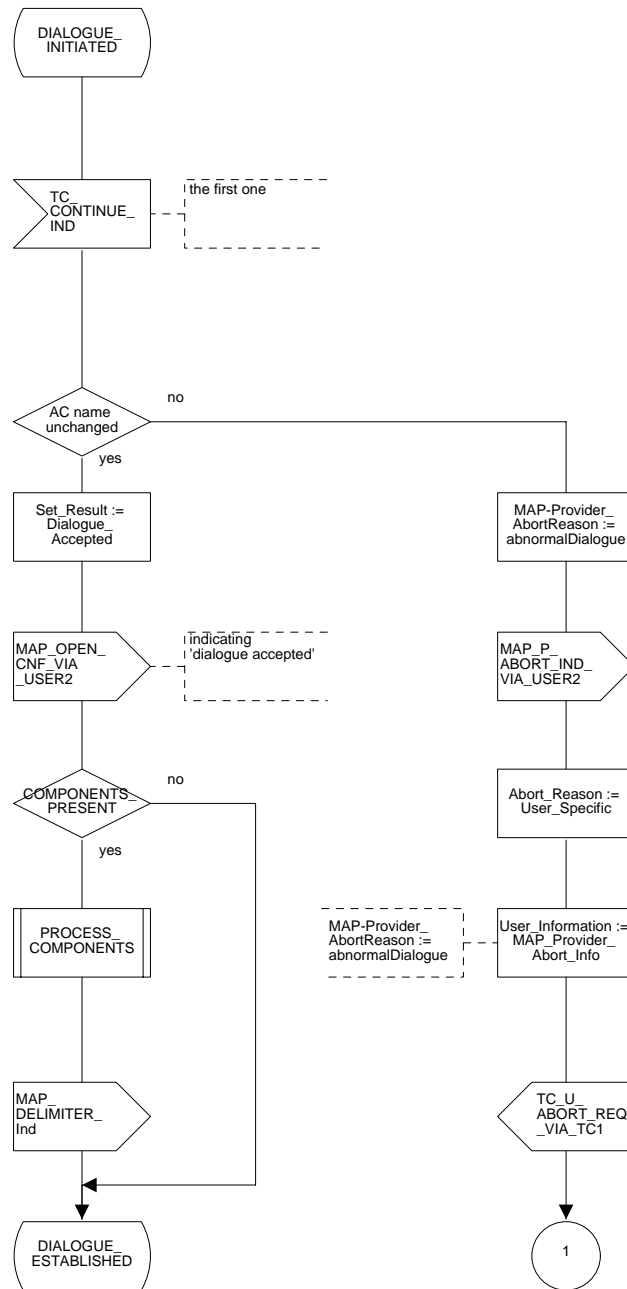 DIALOGUE_
INITIATED
TC_
CONTINUE_
IND
the first one
AC name
unchanged
no
yes
Set_Result :=
Dialogue_
Accepted
MAP-Provider_
AbortReason :=
abnormalDialogue
MAP_OPEN_
CNF_VIA
_USER2
indicating
'dialogue accepted'
MAP_P_
ABORT_IND_
VIA_USER2
COMPONENTS_
PRESENT
no
yes
Abort_Reason :=
User_Specific
PROCESS_
COMPONENTS
MAP-Provider_
AbortReason :=
abnormalDialogue
User_Information :=
MAP_Provider_
Abort_Info
MAP_
DELIMITER_
Ind
TC_U_
ABORT_REQ
_VIA_TC1
DIALOGUE_
ESTABLISHED
1